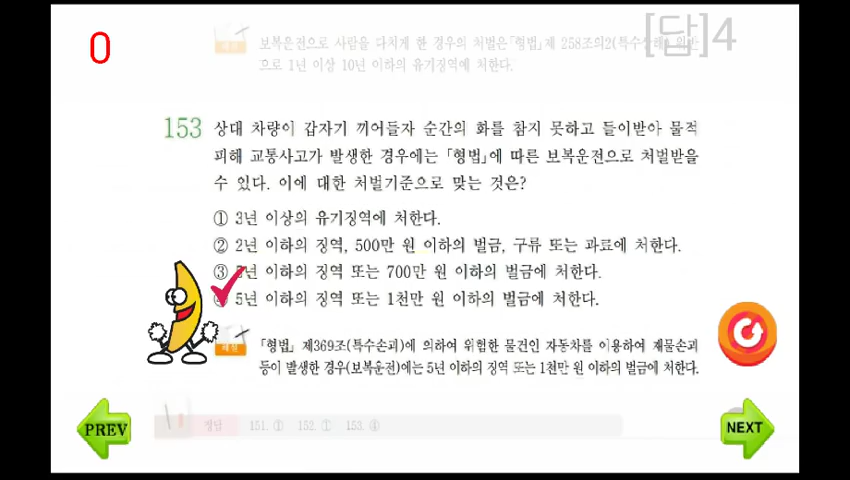 0
[답]4
보복운전으로 사람을 다치게 한 경우의 처벌은「형법」제 258조의2(특수상해) 위반
으로 1년 이상 10년 이하의 유기징역에 처한다.
153 상대 차량이 갑자기 끼어들자 순간의 화를 참지 못하고 들이받아 물적
피해 교통사고가 발생한 경우에는 「형법」에 따른 보복운전으로 처벌받을
수 있다. 이에 대한 처벌기준으로 맞는 것은?
① 3년 이상의 유기징역에 처한다.
② 2년 이하의 징역, 500만 원 이하의 벌금, 구류 또는 과료에 처한다.
③ 년 이하의 징역 또는 700만 원 이하의 벌금에 처한다.
④ 5년 이하의 징역 또는 1천만 원 이하의 벌금에 처한다.
해설
「형법」 제369조(특수손괴)에 의하여 위험한 물건인 자동차를 이용하여 재물손괴
등이 발생한 경우(보복운전)에는 5년 이하의 징역 또는 1천만 원 이하의 벌금에 처한다.
PREV
정답 151. ① 152. ① 153. ④
NEXT